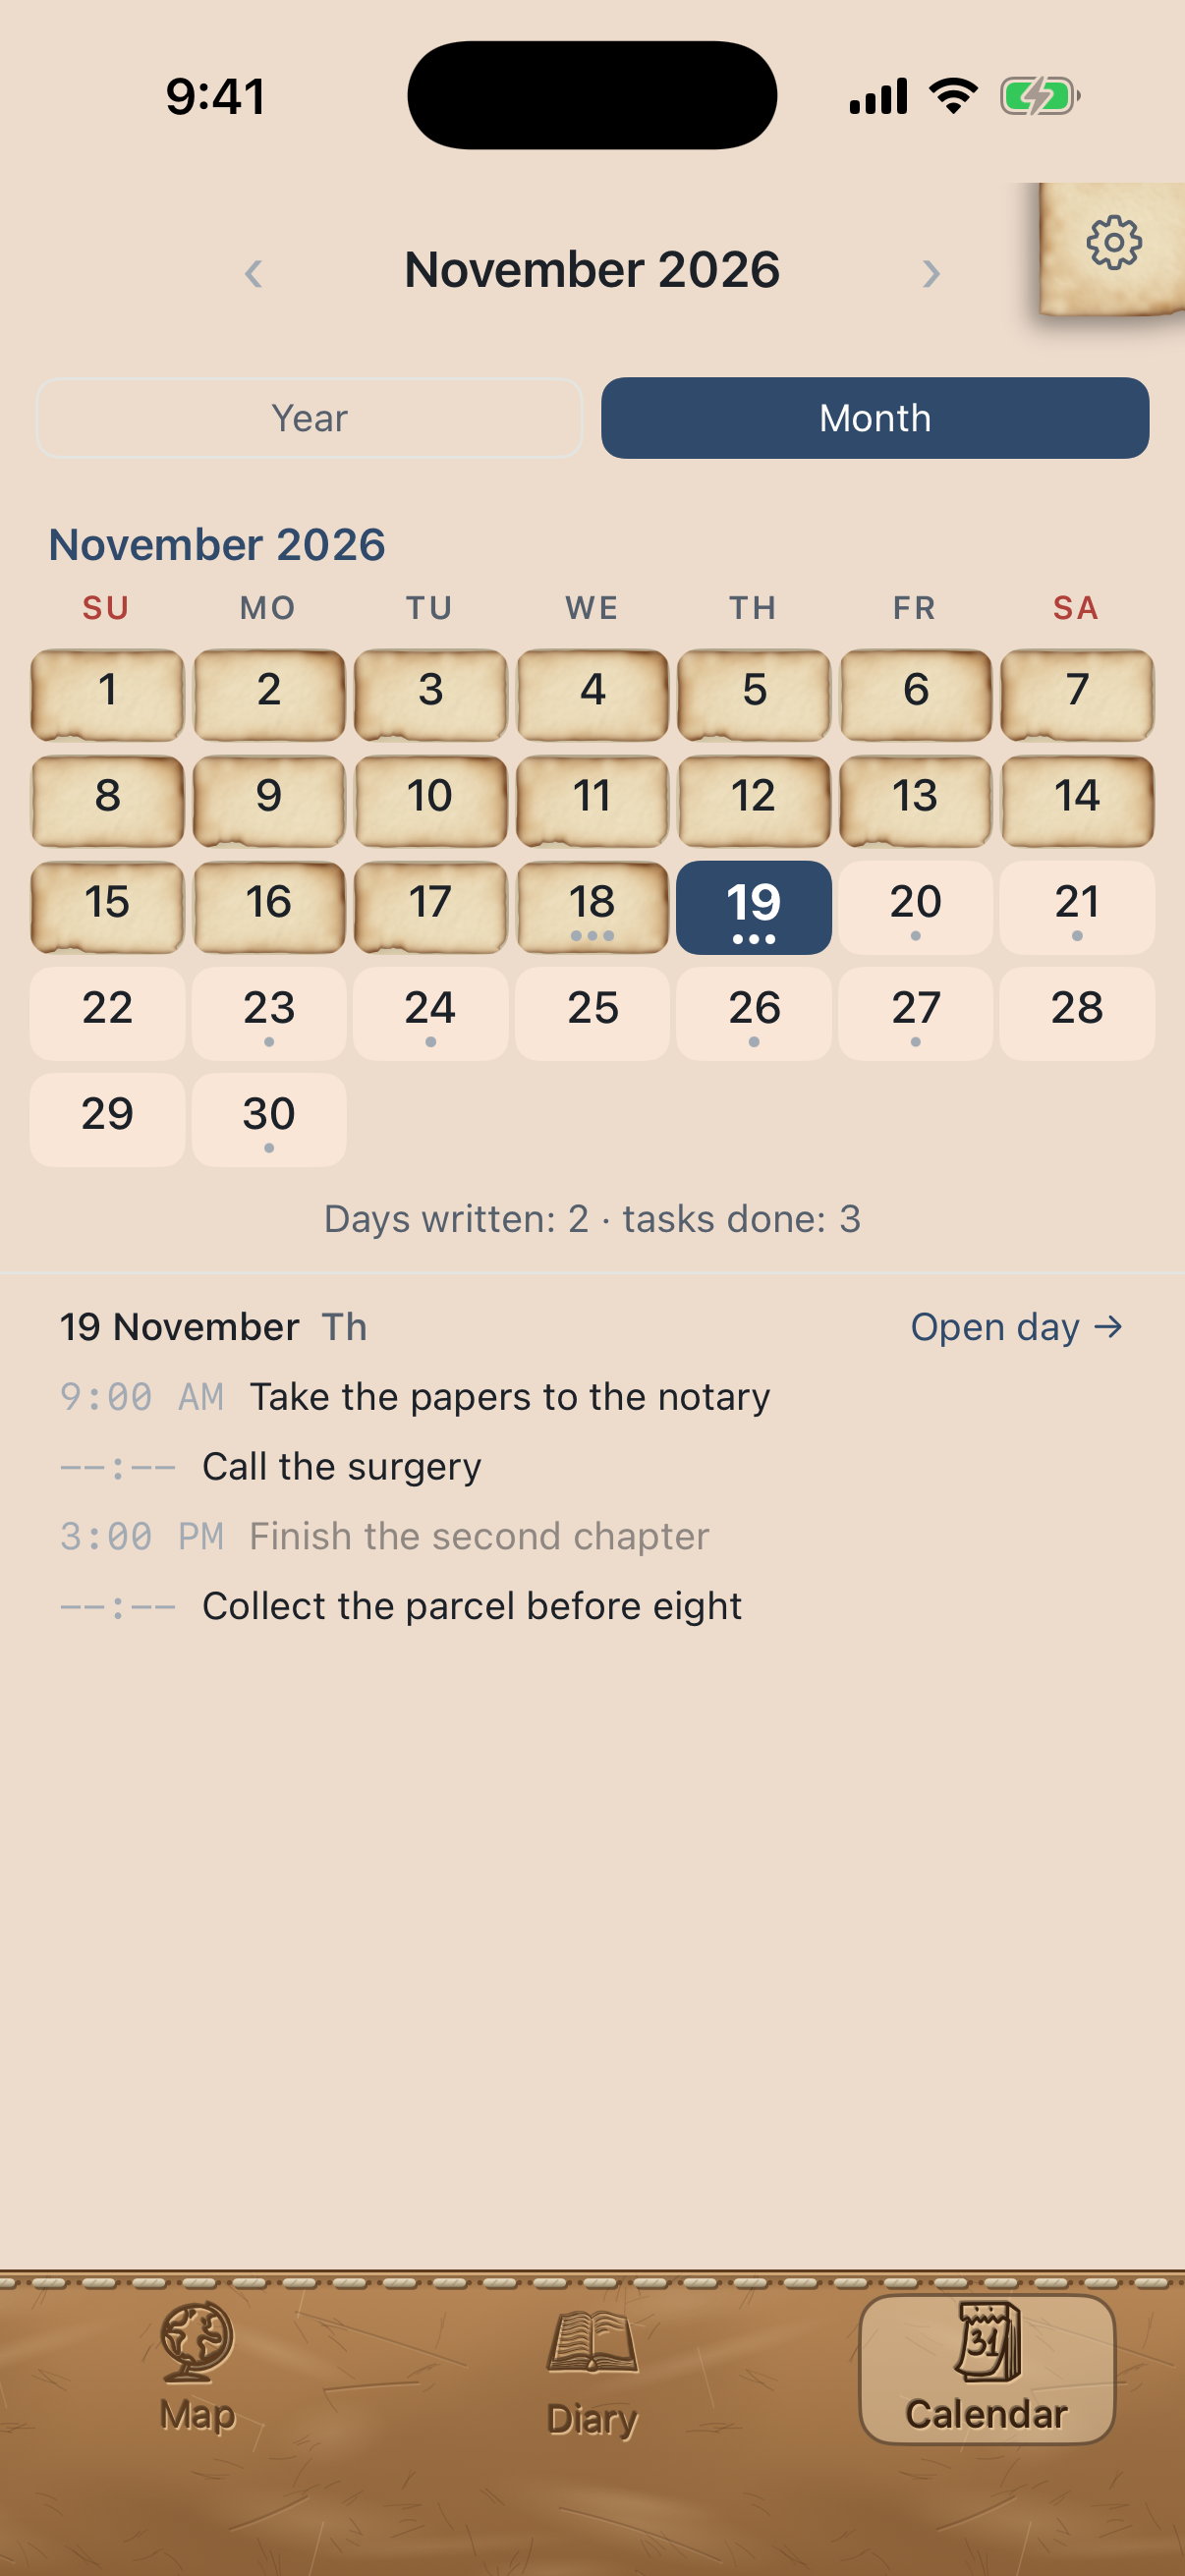 9:41
‹ November 2026 ›
Year Month
November 2026
SU MO TU WE TH FR SA
1 2 3 4 5 6 7
8 9 10 11 12 13 14
15 16 17 18 19 20 21
22 23 24 25 26 27 28
29 30
Days written: 2 · tasks done: 3
19 November Th Open day →
9:00 AM Take the papers to the notary
––:–– Call the surgery
3:00 PM Finish the second chapter
––:–– Collect the parcel before eight
31
Map Diary Calendar